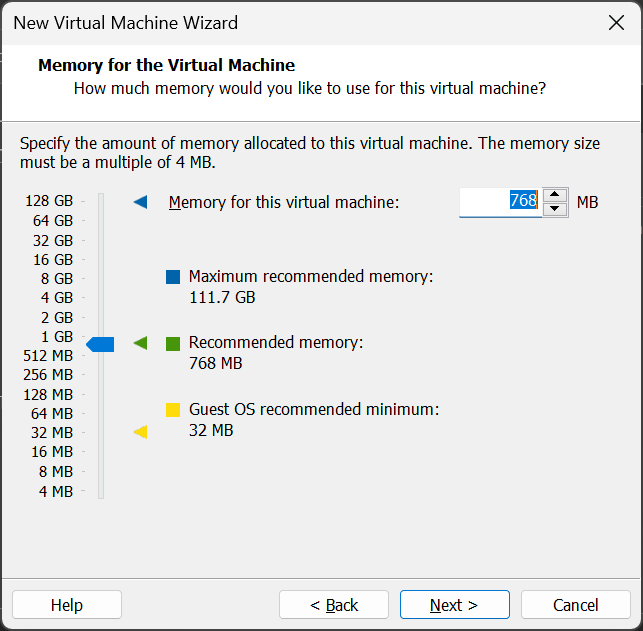 New Virtual Machine Wizard
Memory for the Virtual Machine
How much memory would you like to use for this virtual machine?
Specify the amount of memory allocated to this virtual machine. The memory size
must be a multiple of 4 MB.
128 GB
64 GB
32 GB
16 GB
8 GB
4 GB
2 GB
1 GB
512 MB
256 MB
128 MB
64 MB
32 MB
16 MB
8 MB
4 MB
Memory for this virtual machine: 768 MB
Maximum recommended memory:
111.7 GB
Recommended memory:
768 MB
Guest OS recommended minimum:
32 MB
Help < Back Next > Cancel